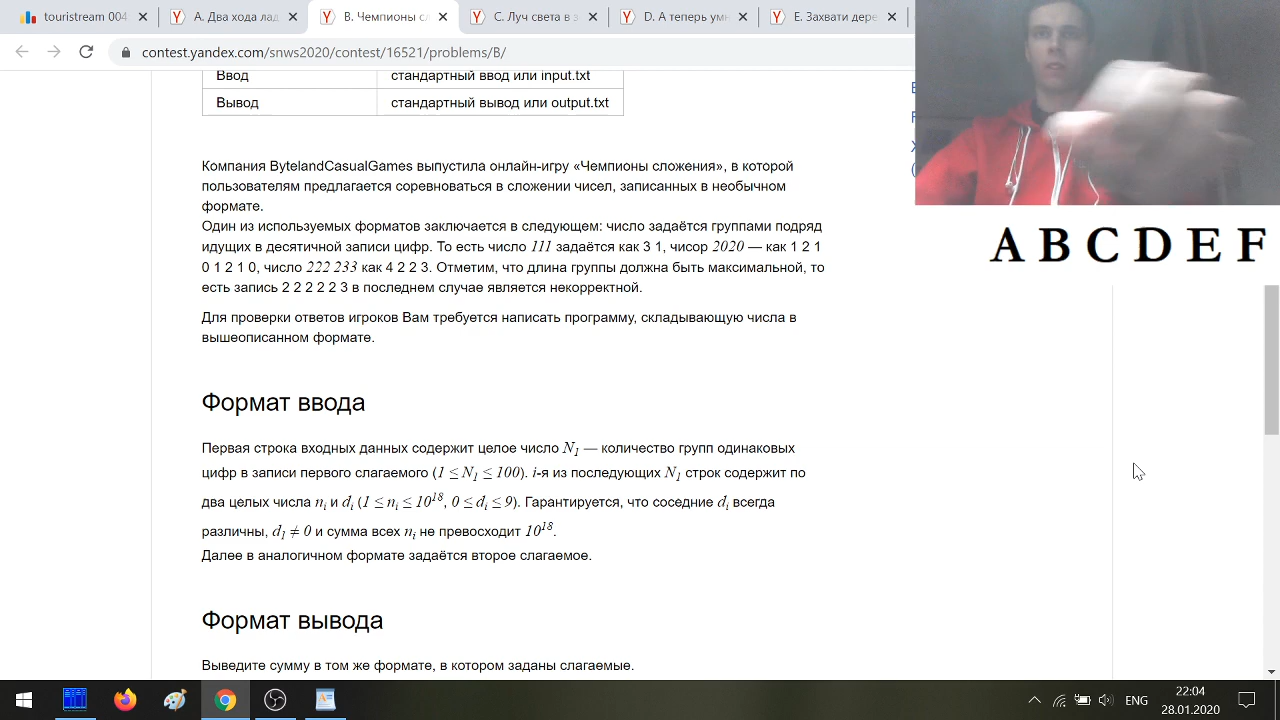 touristream 004
А. Два хода лад
В. Чемпионы сл
С. Луч света в з
D. А теперь умн
Е. Захвати дере
contest.yandex.com/snws2020/contest/16521/problems/B/
Ввод стандартный ввод или input.txt
Вывод стандартный вывод или output.txt
Компания BytelandCasualGames выпустила онлайн-игру «Чемпионы сложения», в которой
пользователям предлагается соревноваться в сложении чисел, записанных в необычном
формате.
Один из используемых форматов заключается в следующем: число задаётся группами подряд
идущих в десятичной записи цифр. То есть число 111 задаётся как 3 1, чисор 2020 — как 1 2 1
0 1 2 1 0, число 222 233 как 4 2 2 3. Отметим, что длина группы должна быть максимальной, то
есть запись 2 2 2 2 2 3 в последнем случае является некорректной.
Для проверки ответов игроков Вам требуется написать программу, складывающую числа в
вышеописанном формате.
Формат ввода
Первая строка входных данных содержит целое число N1 — количество групп одинаковых
цифр в записи первого слагаемого (1 ≤ N1 ≤ 100). i-я из последующих N1 строк содержит по
два целых числа ni и di (1 ≤ ni ≤ 10^18, 0 ≤ di ≤ 9). Гарантируется, что соседние di всегда
различны, d1 ≠ 0 и сумма всех ni не превосходит 10^18.
Далее в аналогичном формате задаётся второе слагаемое.
Формат вывода
Выведите сумму в том же формате, в котором заданы слагаемые.
A B C D E F
ENG
22:04
28.01.2020